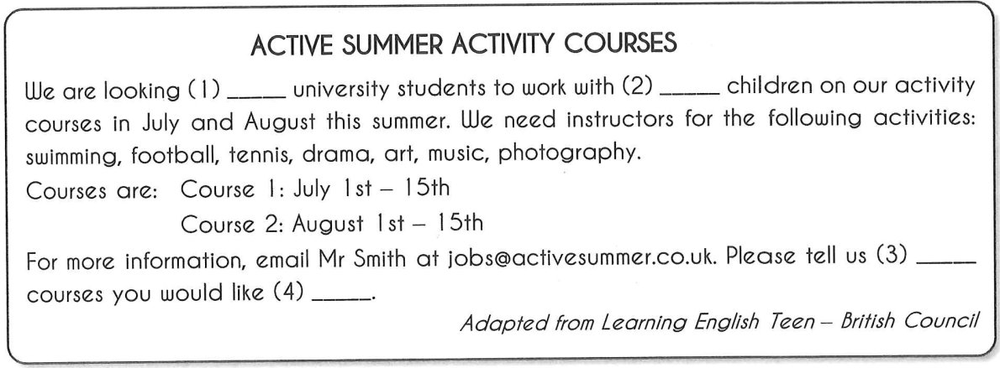 ACTIVE SUMMER ACTIVITY COURSES
We are looking (1) _____ university students to work with (2) _____ children on our activity
courses in July and August this summer. We need instructors for the following activities:
swimming, football, tennis, drama, art, music, photography.
Courses are: Course 1: July 1st – 15th
Course 2: August 1st – 15th
For more information, email Mr Smith at jobs@activesummer.co.uk. Please tell us (3) _____
courses you would like (4) _____.
Adapted from Learning English Teen – British Council